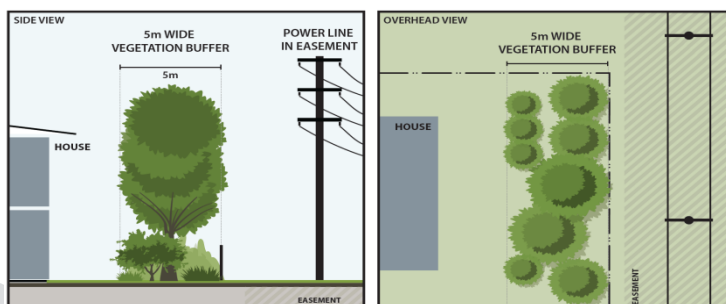 SIDE VIEW
5m WIDE
VEGETATION BUFFER
5m
POWER LINE
IN EASEMENT
HOUSE
EASEMENT
OVERHEAD VIEW
5m WIDE
VEGETATION BUFFER
HOUSE
EASEMENT